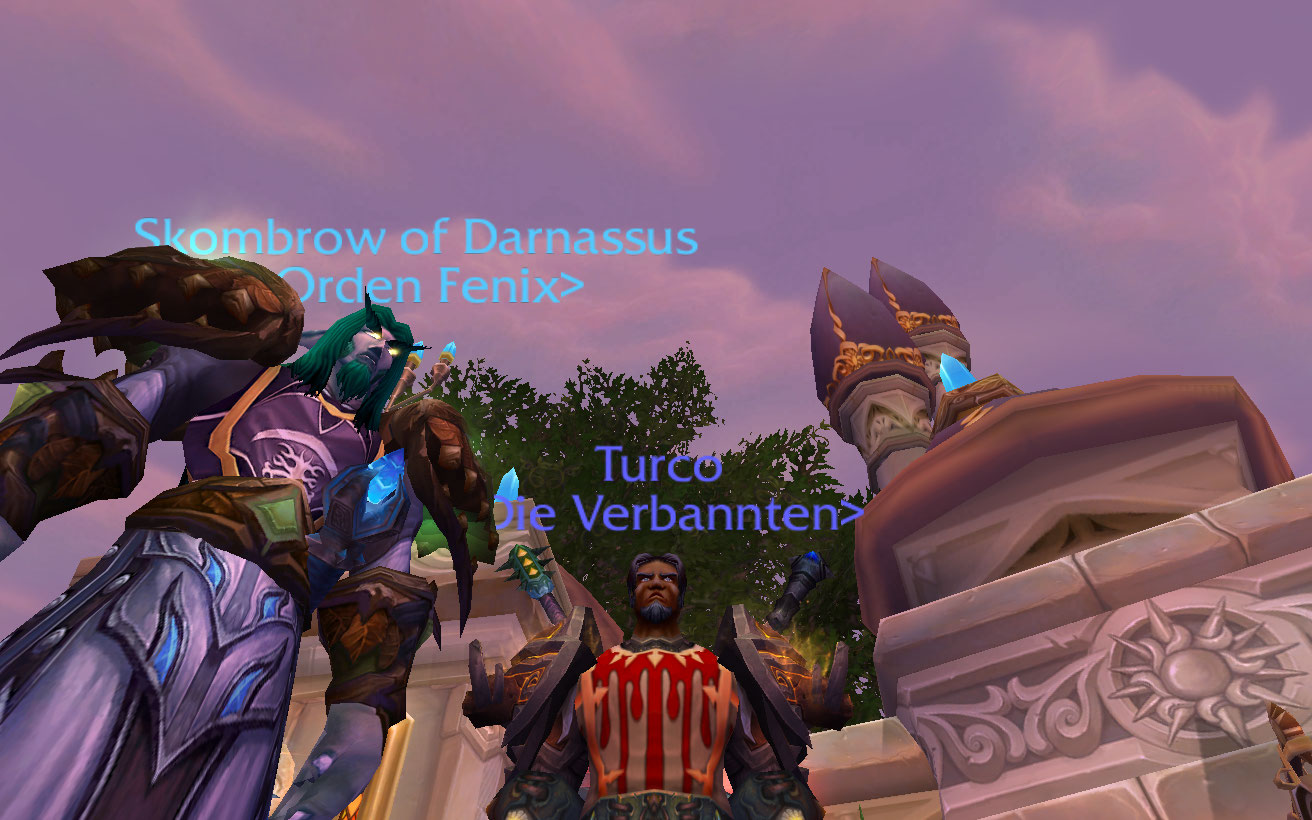 Skombrow of Darnassus
Orden Fenix>
Turco
Die Verbannten>